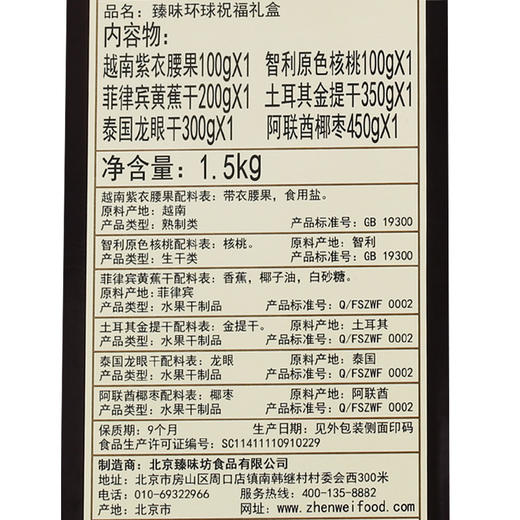 品名：臻味环球祝福礼盒
内容物：
越南紫衣腰果100gX1 智利原色核桃100gX1
菲律宾黄蕉干200gX1 土耳其金提干350gX1
泰国龙眼干300gX1 阿联酋椰枣450gX1
净含量：1.5kg
越南紫衣腰果配料表：带衣腰果，食用盐。
原料产地：越南
产品类型：熟制类 产品标准号：GB 19300
智利原色核桃配料表：核桃。 原料产地：智利
产品类型：生干类 产品标准号：GB 19300
菲律宾黄蕉干配料表：香蕉，椰子油，白砂糖。
原料产地：菲律宾
产品类型：水果干制品 产品标准号：Q/FSZWF 0002
土耳其金提干配料表：金提干。 原料产地：土耳其
产品类型：水果干制品 产品标准号：Q/FSZWF 0002
泰国龙眼干配料表：龙眼 原料产地：泰国
产品类型：水果干制品 产品标准号：Q/FSZWF 0002
阿联酋椰枣配料表：椰枣 原料产地：阿联酋
产品类型：水果干制品 产品标准号：Q/FSZWF 0002
保质期：9个月 生产日期：见外包装侧面印码
食品生产许可证编号：SC11411110910229
制造商：北京臻味坊食品有限公司
地址：北京市房山区周口店镇南韩继村村委会西300米
电话：010-69322966 服务热线：400-135-8882
产地：北京市 网址：www.zhenweifood.com